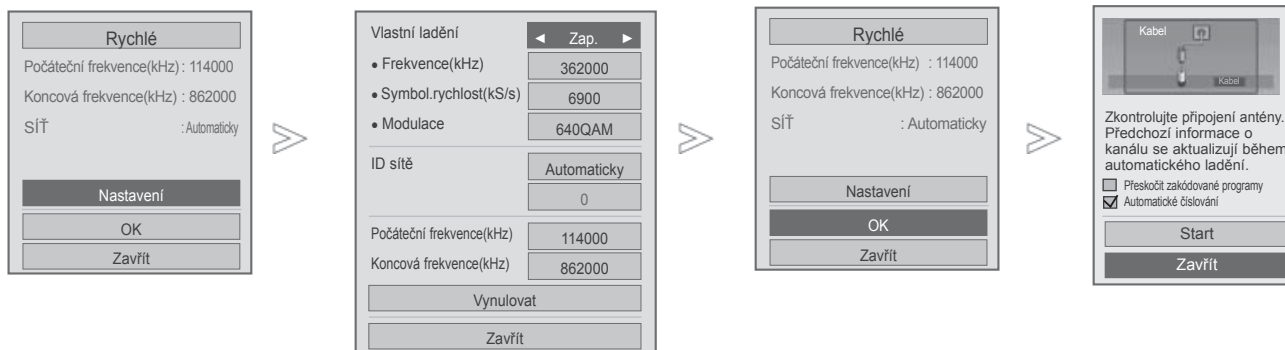 Rychlé
Počáteční frekvence(kHz) : 114000
Koncová frekvence(kHz) : 862000
SÍŤ : Automaticky
Nastavení
OK
Zavřít
Vlastní ladění ◄ Zap. ►
• Frekvence(kHz) 362000
• Symbol.rychlost(kS/s) 6900
• Modulace 640QAM
ID sítě Automaticky
0
Počáteční frekvence(kHz) 114000
Koncová frekvence(kHz) 862000
Vynulovat
Zavřít
Rychlé
Počáteční frekvence(kHz) : 114000
Koncová frekvence(kHz) : 862000
SÍŤ : Automaticky
Nastavení
OK
Zavřít
Kabel
Kabel
Zkontrolujte připojení antény.
Předchozí informace o
kanálu se aktualizují během
automatického ladění.
Přeskočit zakódované programy
Automatické číslování
Start
Zavřít